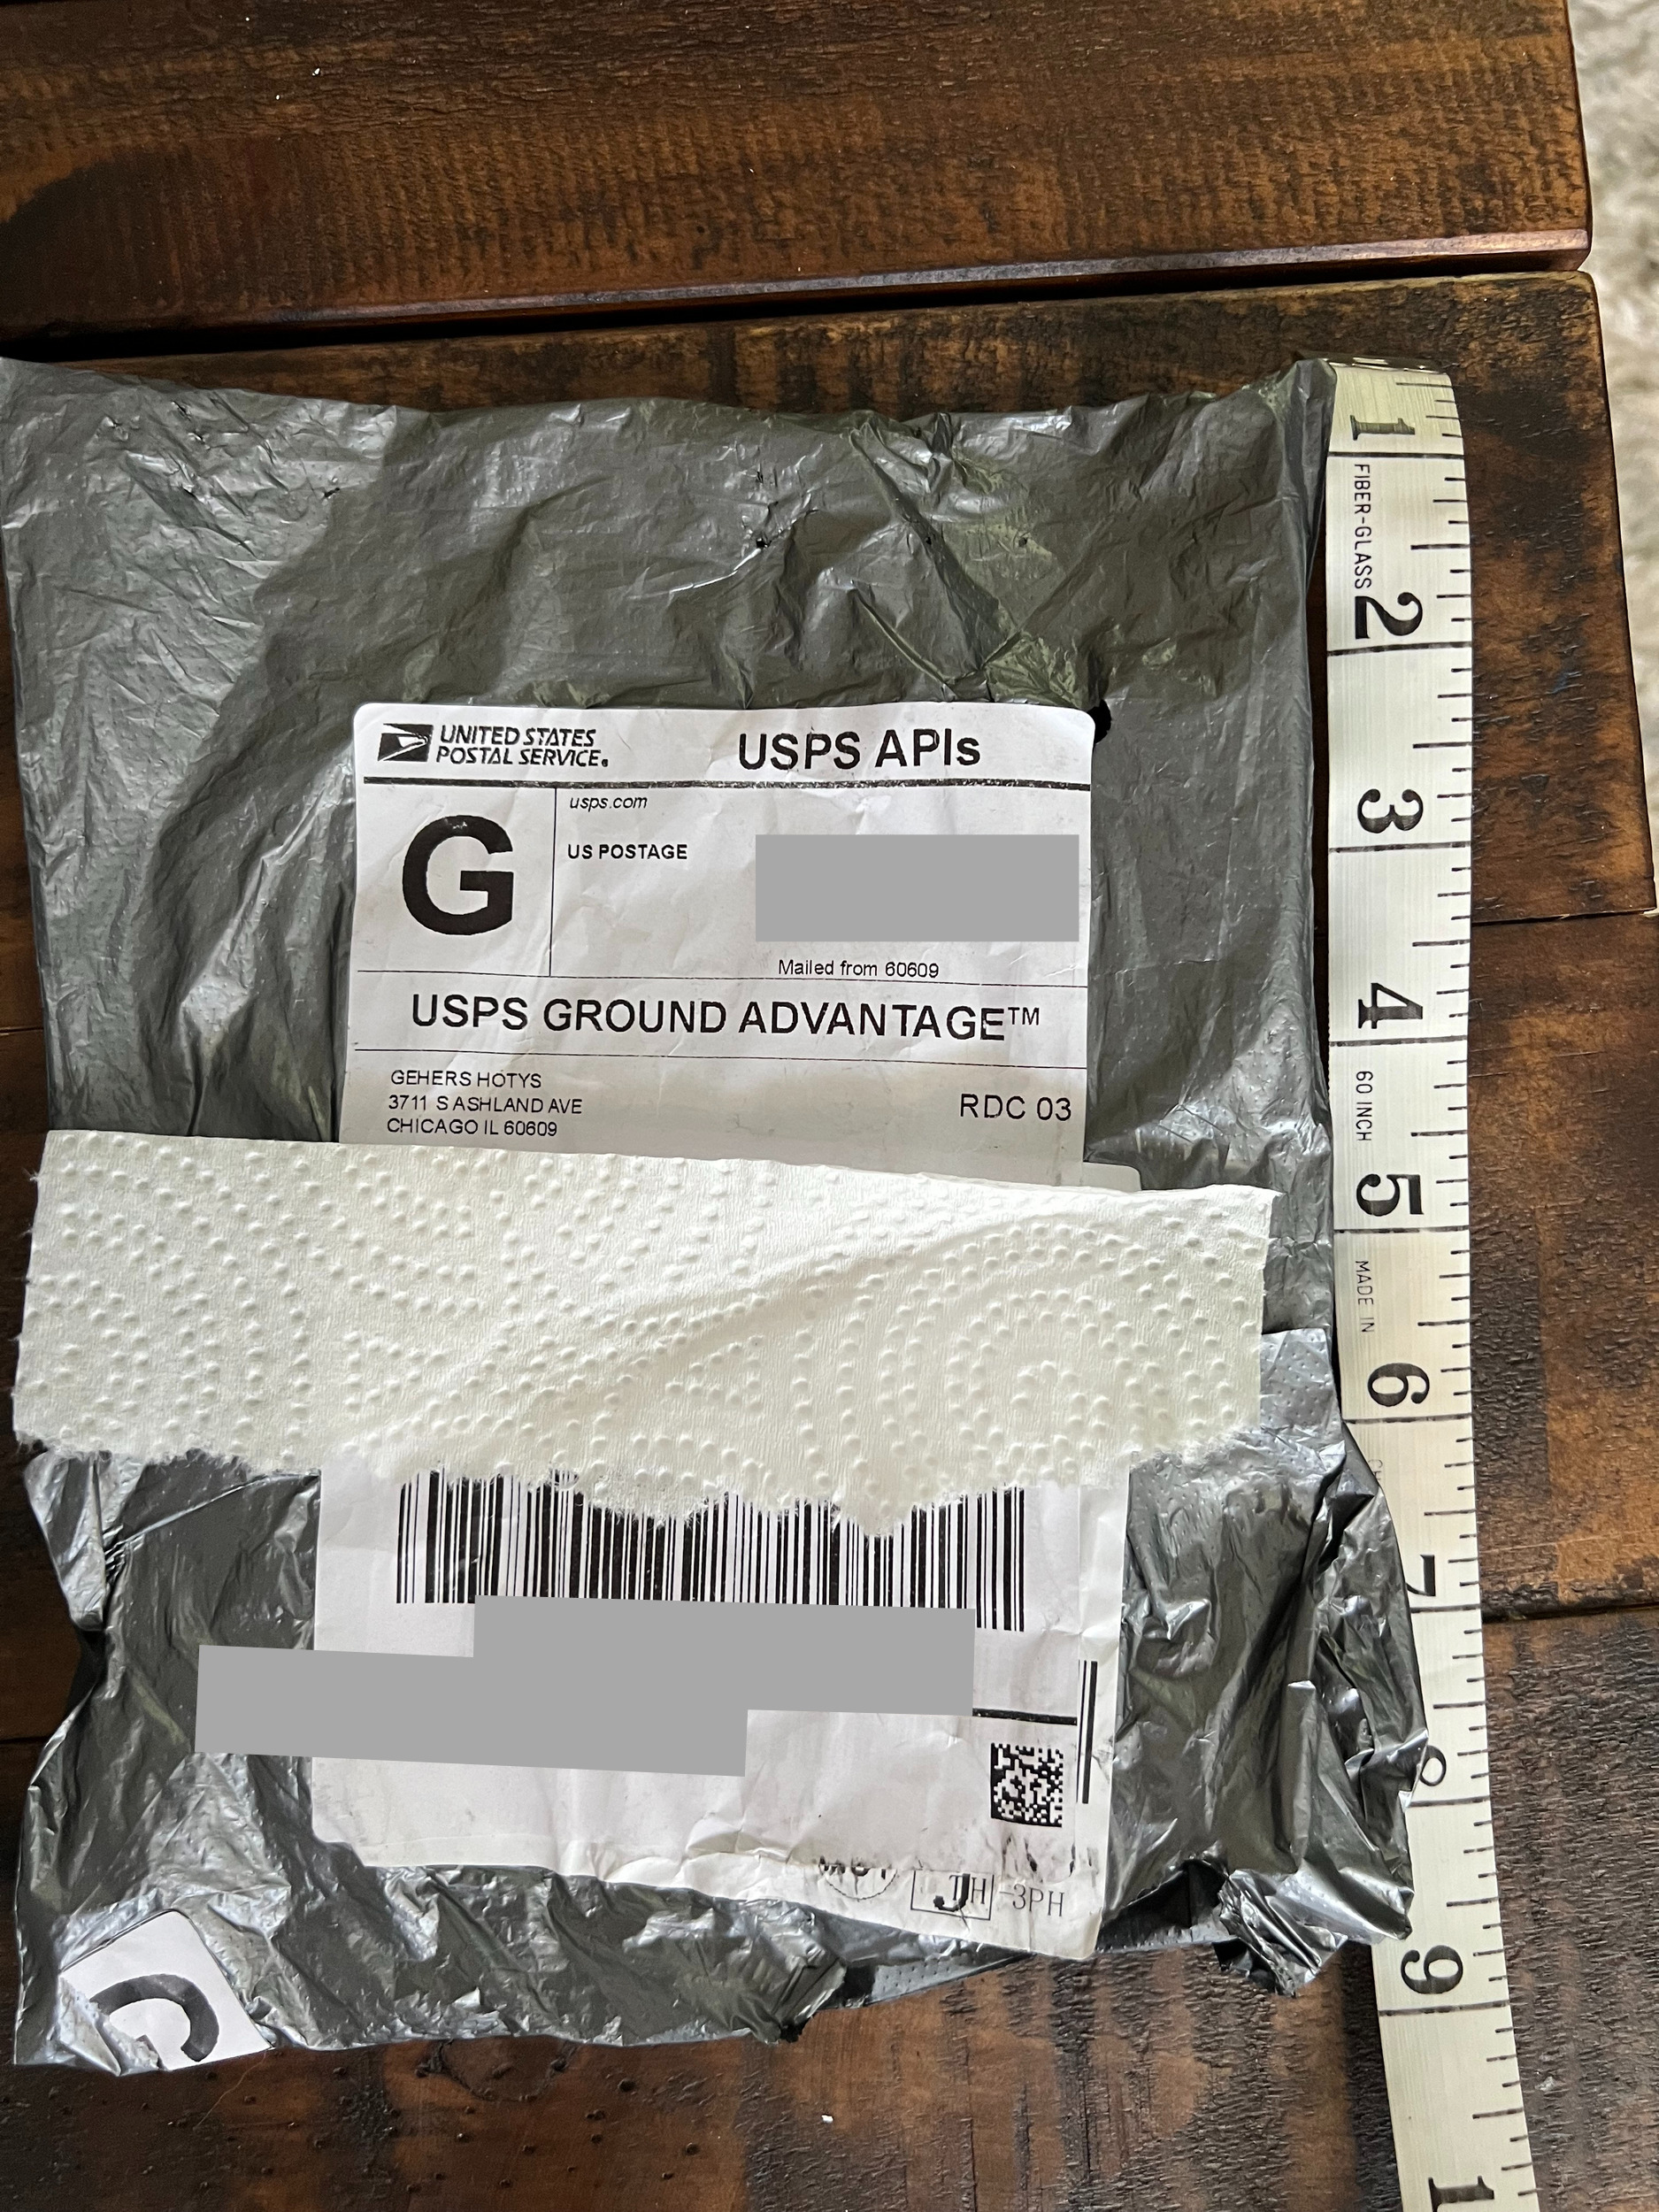 UNITED STATES
POSTAL SERVICE®
USPS APIs
G
usps.com
US POSTAGE
Mailed from 60609
USPS GROUND ADVANTAGE™
GEHERS HOTYS
3711 S ASHLAND AVE
CHICAGO IL 60609
RDC 03
JH -3PH
G
1
FIBER-GLASS
2
3
4
60 INCH
5
MADE IN
6
7
8
9
1